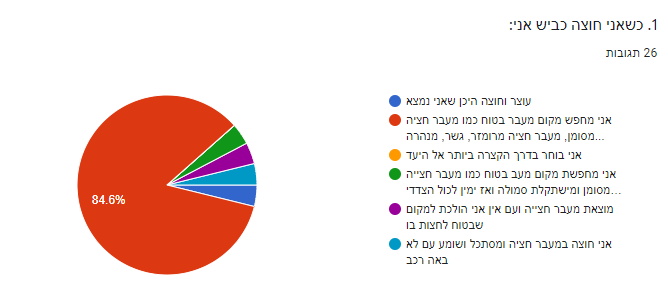 1. כשאני חוצה כביש אני:
26 תגובות
עוצר וחוצה היכן שאני נמצא
אני מחפש מקום מעבר בטוח כמו מעבר חציה
מסומן, מעבר חציה מרומזר, גשר, מנהרה...
אני בוחר בדרך הקצרה ביותר אל היעד
אני מחפשת מקום מעב בטוח כמו מעבר חצייה
מסומן ומישתקלת סמולה ואז ימין לכול הצדדי...
מוצאת מעבר חצייה ועם אין אני הולכת למקום
שבטוח לחצות בו
אני חוצה במעבר חציה ומסתכל ושומע עם לא
באה רכב
84.6%